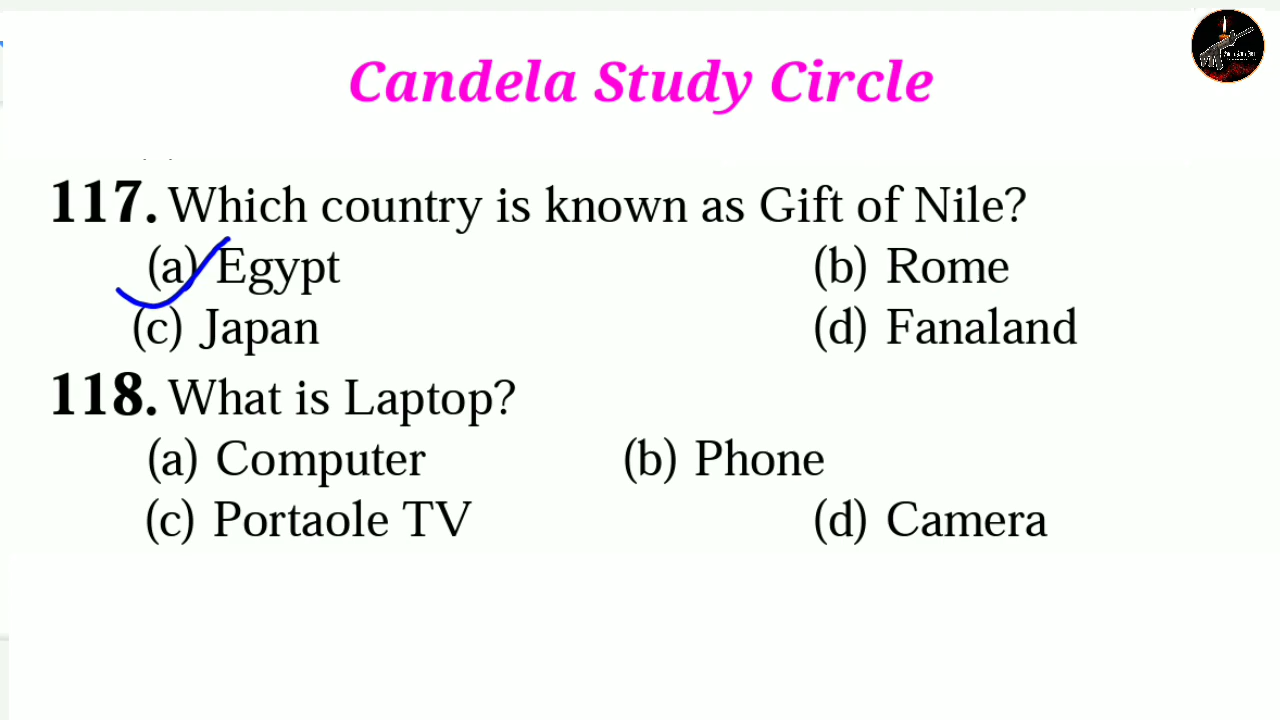 Candela Study Circle
117. Which country is known as Gift of Nile?
(a) Egypt (b) Rome
(c) Japan (d) Fanaland
118. What is Laptop?
(a) Computer (b) Phone
(c) Portaole TV (d) Camera